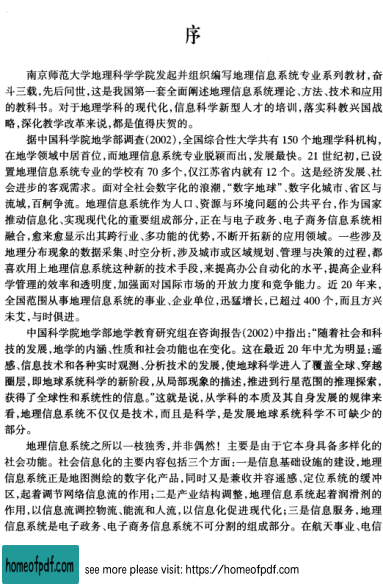 序
南京师范大学地理科学学院发起并组织编写地理信息系统专业系列教材，奋
斗三载，先后问世，这是我国第一套全面阐述地理信息系统理论、方法、技术和应用
的教科书。对于地理学科的现代化，信息科学新型人才的培训，落实科教兴国战
略，深化教学改革来说，都是值得庆贺的。
据中国科学院地学部调查(2002)，全国综合性大学共有 150 个地理学科机构，
在地学领域中居首位，而地理信息系统专业脱颖而出，发展最快。21 世纪初，已设
置地理信息系统专业的学校有 70 多个，仅江苏省内就有 12 个。这是经济发展、社
会进步的客观需求。面对全社会数字化的浪潮，“数字地球”、数字化城市、省区与
流域，百舸争流。地理信息系统作为人口、资源与环境问题的公共平台，作为国家
推动信息化、实现现代化的重要组成部分，正在与电子政务、电子商务信息系统相
融合，愈来愈显示出其跨行业、多功能的优势，不断开拓新的应用领域。一些涉及
地理分布现象的数据采集、时空分析，涉及城市或区域规划、管理与决策的过程，都
喜欢用上地理信息系统这种新的技术手段，来提高办公自动化的水平，提高企业科
学管理的效率和透明度，加强面对国际市场的开放力度和竞争能力。近 20 年来，
全国范围从事地理信息系统的事业、企业单位，迅猛增长，已超过 400 个，而且方兴
未艾，与时俱进。
中国科学院地学部地学教育研究组在咨询报告(2002)中指出：“随着社会和科
技的发展，地学的内涵、性质和社会功能也在变化。这在最近 20 年中尤为明显：遥
感、信息技术和各种实时观测、分析技术的发展，使地球科学进入了覆盖全球、穿越
圈层，即地球系统科学的新阶段，从局部现象的描述，推进到行星范围的推理探索，
获得了全球性和系统性的信息。”这就是说，从学科的本质及其自身发展的规律来
看，地理信息系统不仅仅是技术，而且是科学，是发展地球系统科学不可缺少的
部分。
地理信息系统之所以一枝独秀，并非偶然！主要是由于它本身具备多样化的
社会功能。社会信息化的主要内容包括三个方面：一是信息基础设施的建设，地理
信息系统正是地图测绘的数字化产品，同时又是兼收并容遥感、定位系统的缓冲
区，起着调节网络信息流的作用；二是产业结构调整，地理信息系统起着润滑剂的
作用，以信息流调控物流、能流和人流，以信息化促进现代化；三是信息服务，地理
信息系统是电子政务、电子商务信息系统不可分割的组成部分。在航天事业、电信
homeofpdf.com
see more please visit: https://homeofpdf.com